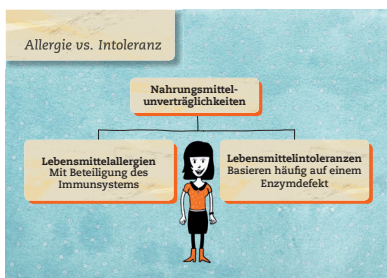 Allergie vs. Intoleranz
Nahrungsmittel-
unverträglichkeiten
Lebensmittelallergien
Mit Beteiligung des
Immunsystems
Lebensmittelintoleranzen
Basieren häufig auf einem
Enzymdefekt